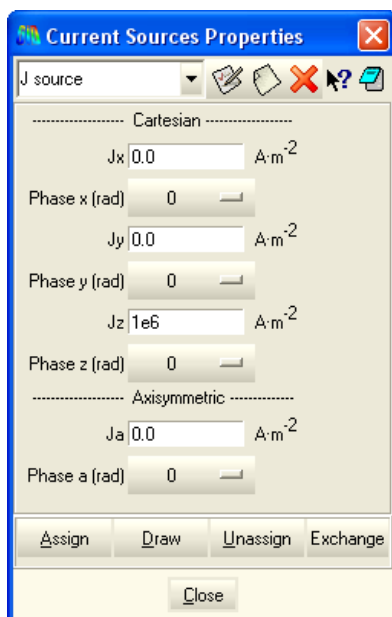 Current Sources Properties
J source
Cartesian
Jx 0.0 A·m-2
Phase x (rad) 0
Jy 0.0 A·m-2
Phase y (rad) 0
Jz 1e6 A·m-2
Phase z (rad) 0
Axisymmetric
Ja 0.0 A·m-2
Phase a (rad) 0
Assign Draw Unassign Exchange
Close